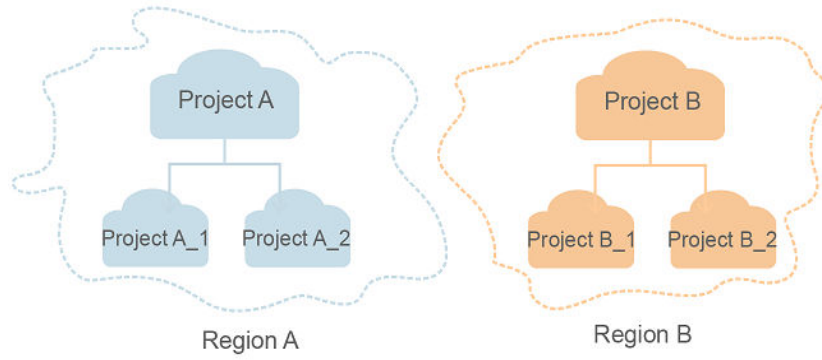 Project A
Project A_1
Project A_2
Region A
Project B
Project B_1
Project B_2
Region B